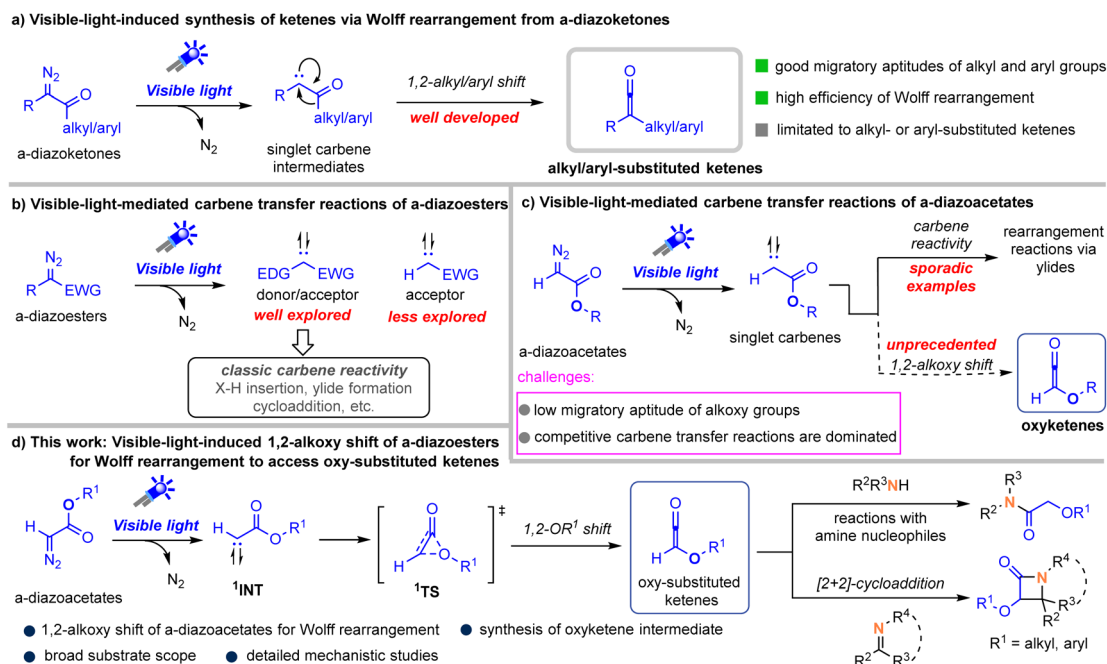 a) Visible-light-induced synthesis of ketenes via Wolff rearrangement from a-diazoketones
N2
R
O
alkyl/aryl
a-diazoketones
Visible light
N2
R
O
alkyl/aryl
singlet carbene
intermediates
1,2-alkyl/aryl shift
well developed
O
R
alkyl/aryl
alkyl/aryl-substituted ketenes
good migratory aptitudes of alkyl and aryl groups
high efficiency of Wolff rearrangement
limitated to alkyl- or aryl-substituted ketenes
b) Visible-light-mediated carbene transfer reactions of a-diazoesters
N2
R
EWG
a-diazoesters
Visible light
N2
EDG
EWG
donor/acceptor
well explored
H
EWG
acceptor
less explored
classic carbene reactivity
X-H insertion, ylide formation
cycloaddition, etc.
c) Visible-light-mediated carbene transfer reactions of a-diazoacetates
N2
H
O
O
R
a-diazoacetates
Visible light
N2
H
O
O
R
singlet carbenes
carbene
reactivity
sporadic
examples
rearrangement
reactions via
ylides
unprecedented
1,2-alkoxy shift
O
H
O
R
oxyketenes
challenges:
low migratory aptitude of alkoxy groups
competitive carbene transfer reactions are dominated
d) This work: Visible-light-induced 1,2-alkoxy shift of a-diazoesters
for Wolff rearrangement to access oxy-substituted ketenes
R1
O
H
O
N2
a-diazoacetates
Visible light
N2
O
H
O
R1
1INT
O
H
O
R1
‡
1TS
1,2-OR1 shift
O
H
O
R1
oxy-substituted
ketenes
R2R3NH
reactions with
amine nucleophiles
R3
R2
N
O
OR1
[2+2]-cycloaddition
R4
N
R2
R3
O
N
R4
R1
O
R3
R2
R1 = alkyl, aryl
1,2-alkoxy shift of a-diazoacetates for Wolff rearrangement
synthesis of oxyketene intermediate
broad substrate scope
detailed mechanistic studies